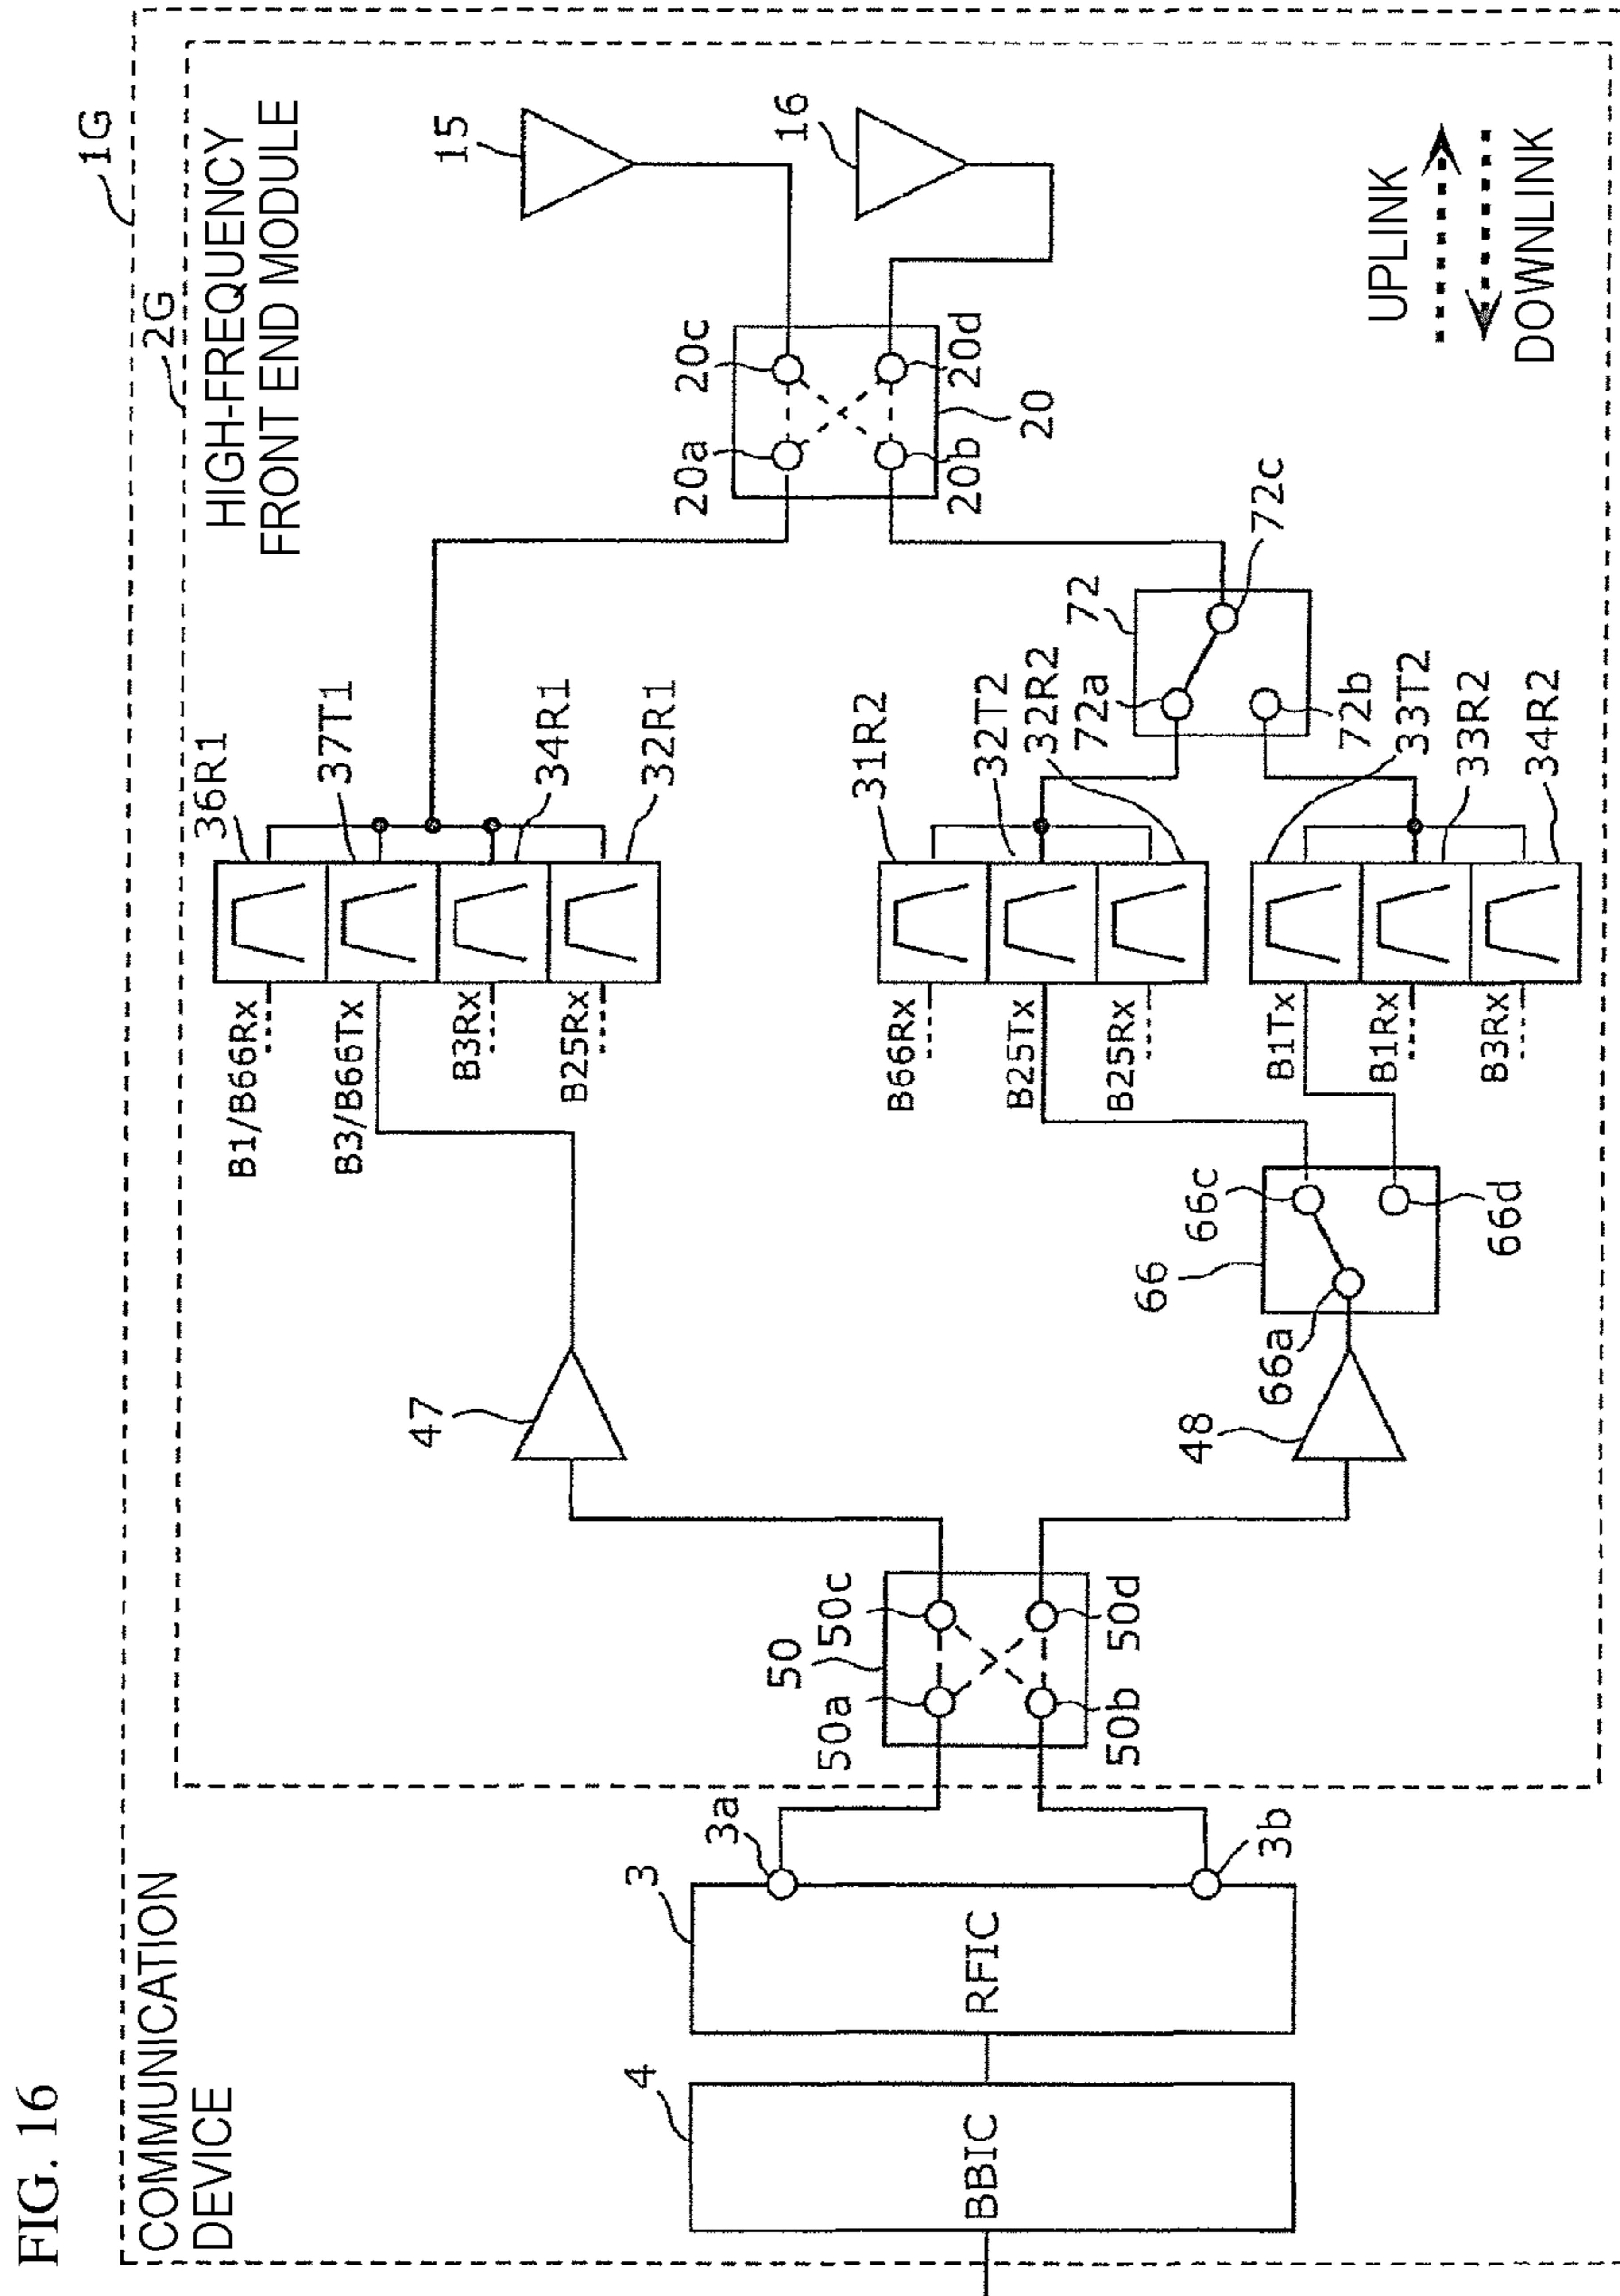 FIG. 16
1G
COMMUNICATION
DEVICE
2G
HIGH-FREQUENCY
FRONT END MODULE
4
BBIC
3
RFIC
3a
3b
50
50a
50c
50b
50d
47
48
66
66a
66c
66d
B1/B66Rx
B3/B66Tx
B3Rx
B25Rx
36R1
37T1
34R1
32R1
B66Rx
B25Tx
B25Rx
31R2
32T2
32R2
B1Tx
B1Rx
B3Rx
33T2
33R2
34R2
72
72a
72b
72c
20a
20c
20b
20d
20
15
16
UPLINK
DOWNLINK